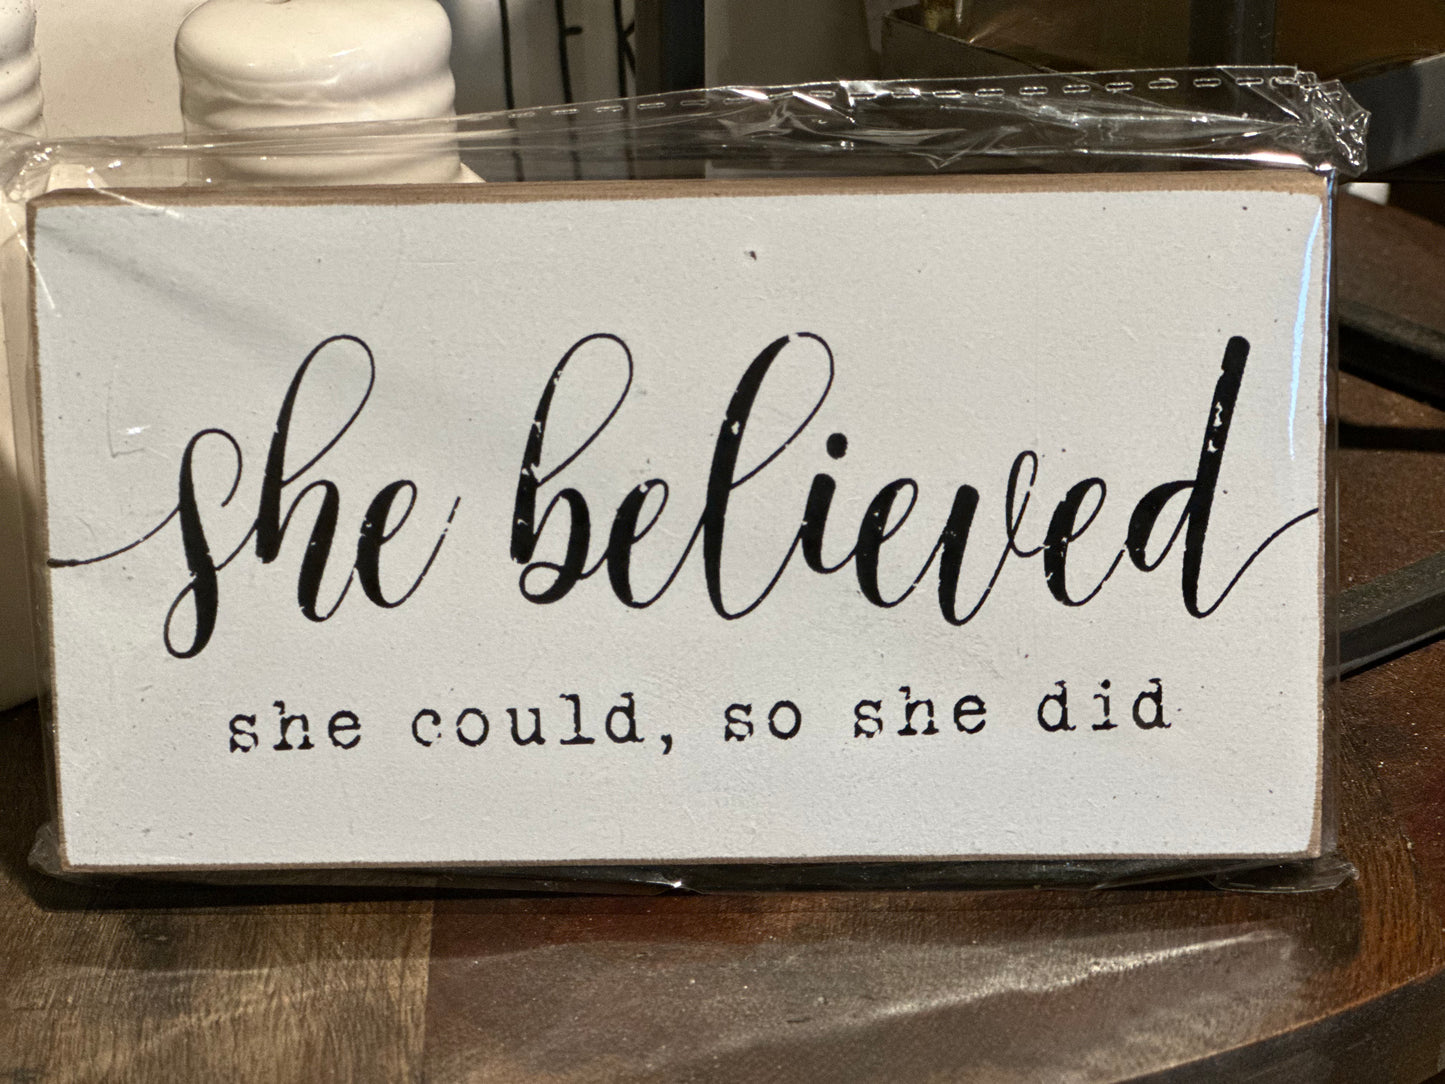 she believed
she could, so she did